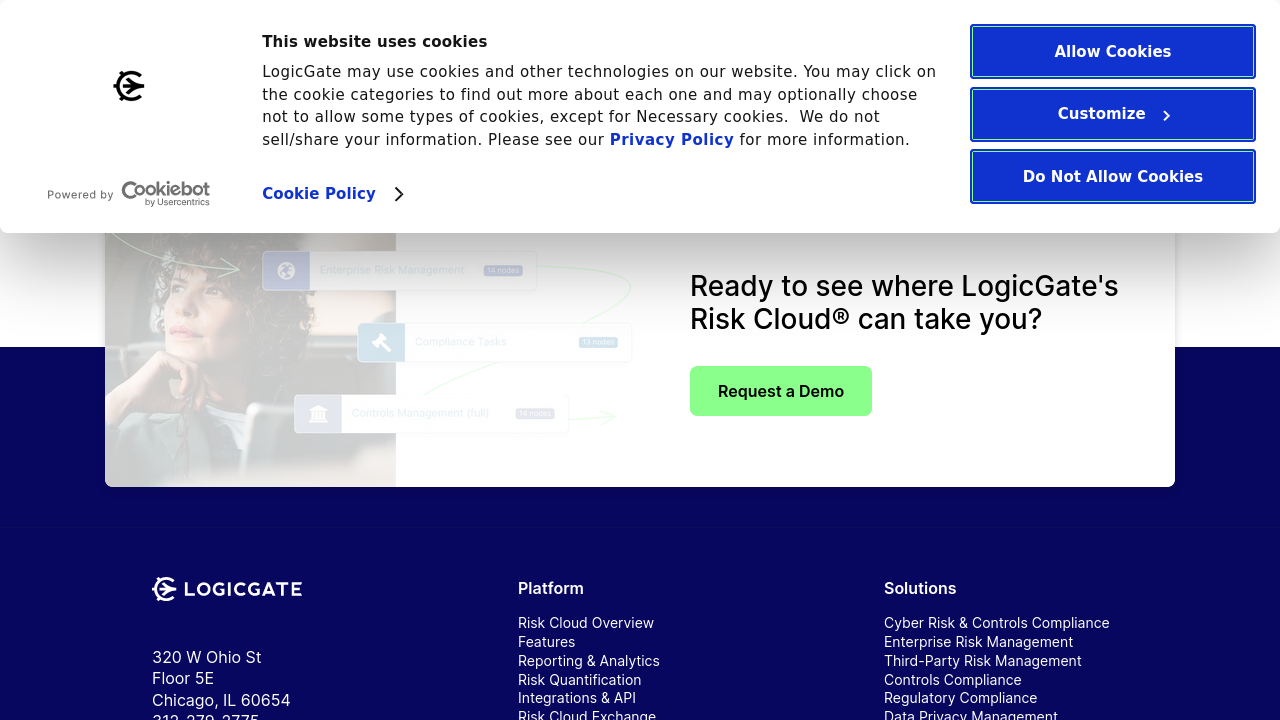 This website uses cookies
LogicGate may use cookies and other technologies on our website. You may click on
the cookie categories to find out more about each one and may optionally choose
not to allow some types of cookies, except for Necessary cookies.  We do not
sell/share your information. Please see our Privacy Policy for more information.
Cookie Policy
Powered by Cookiebot
by Usercentrics
Allow Cookies
Customize
Do Not Allow Cookies
Enterprise Risk Management 14 nodes
Compliance Tasks 13 nodes
Controls Management (full) 14 nodes
Ready to see where LogicGate's
Risk Cloud® can take you?
Request a Demo
LOGICGATE
320 W Ohio St
Floor 5E
Chicago, IL 60654
312-279-2775
Platform
Risk Cloud Overview
Features
Reporting & Analytics
Risk Quantification
Integrations & API
Risk Cloud Exchange
Solutions
Cyber Risk & Controls Compliance
Enterprise Risk Management
Third-Party Risk Management
Controls Compliance
Regulatory Compliance
Data Privacy Management